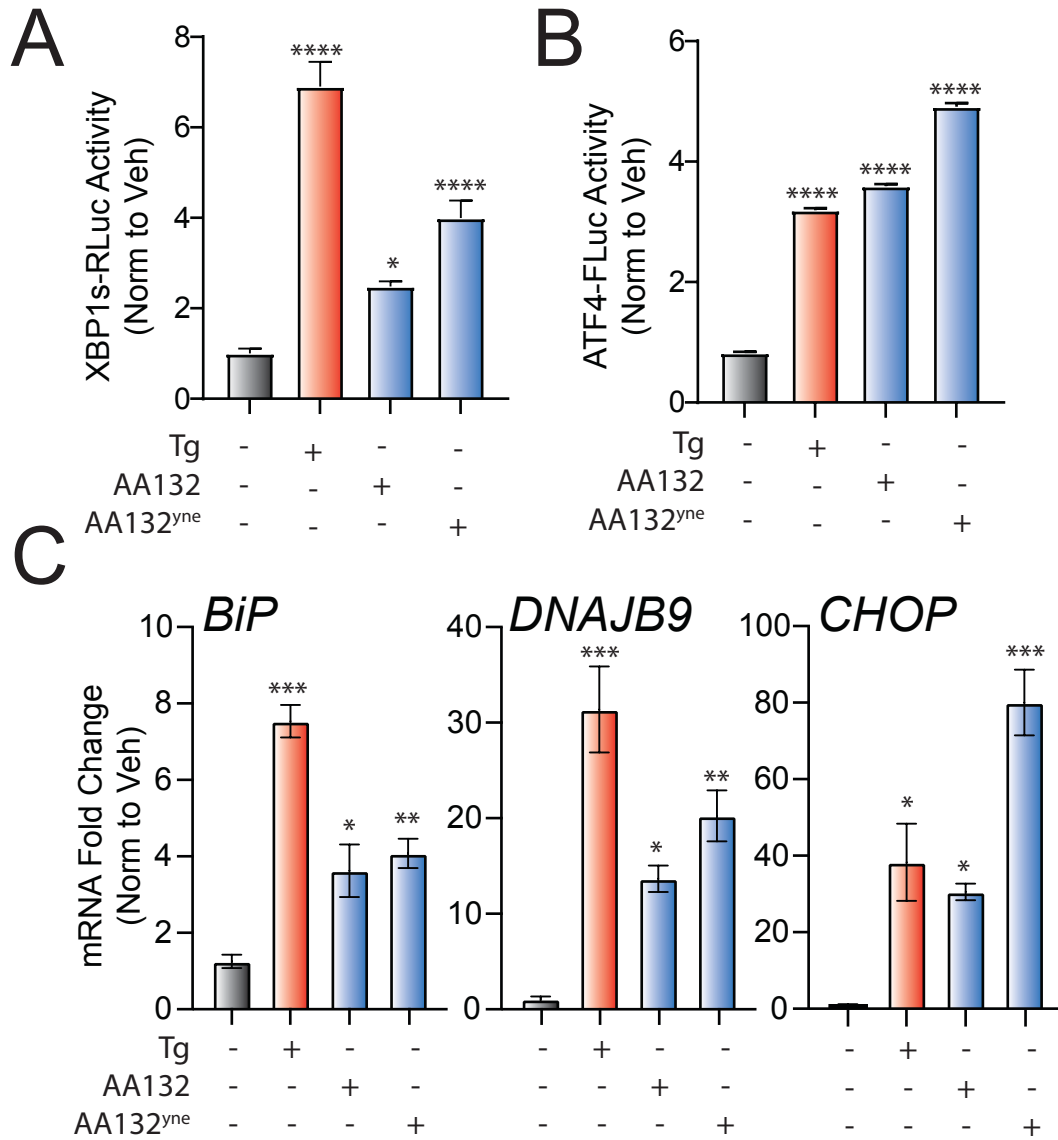 A
XBP1s-RLuc Activity
(Norm to Veh)
8
6
4
2
0
****
*
****
Tg - + - -
AA132 - - + -
AA132yne - - - +
B
ATF4-FLuc Activity
(Norm to Veh)
6
4
2
0
****
****
****
Tg - + - -
AA132 - - + -
AA132yne - - - +
C
mRNA Fold Change
(Norm to Veh)
BiP
10
8
6
4
2
0
***
*
**
DNAJB9
40
30
20
10
0
***
*
**
CHOP
100
80
60
40
20
0
*
*
***
Tg - + - - - + - - - + - -
AA132 - - + - - - + - - - + -
AA132yne - - - + - - - + - - - +